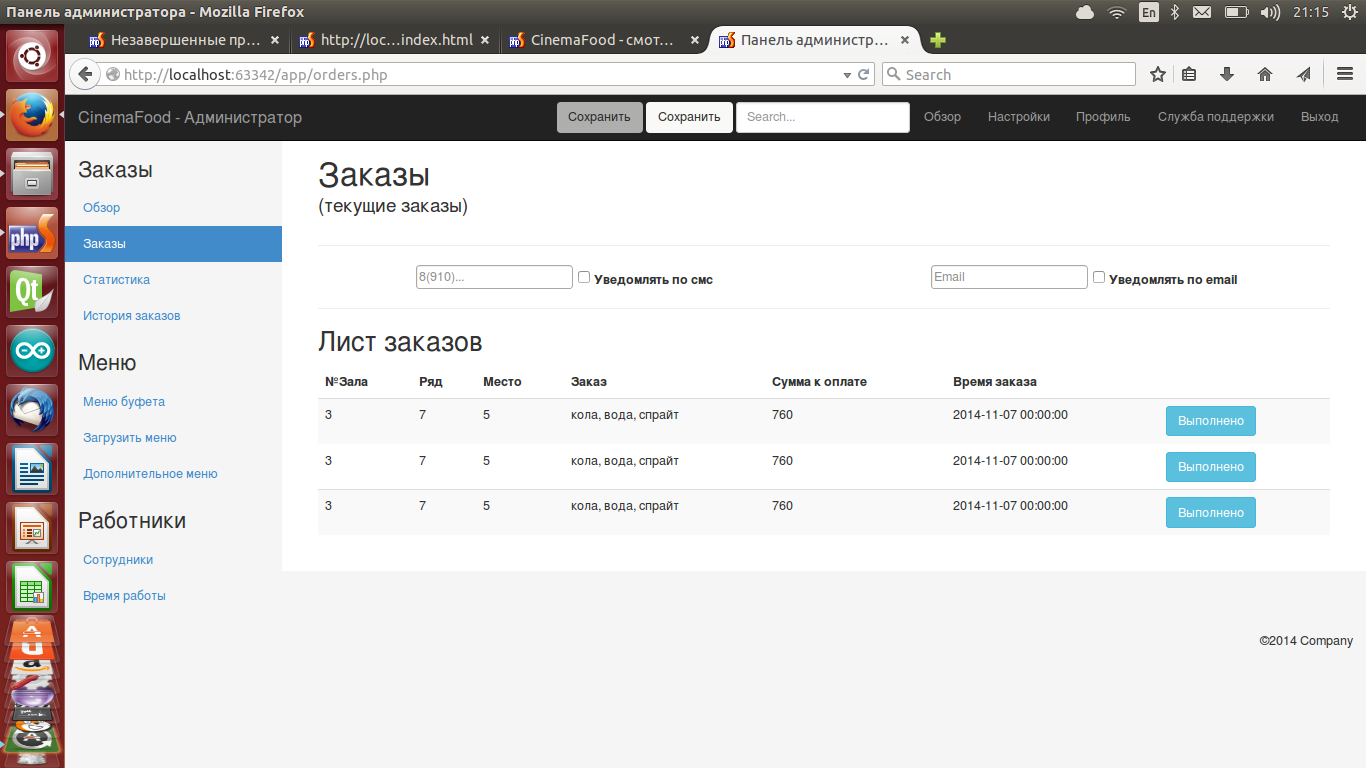 Панель администратора - Mozilla Firefox
En
21:15
Незавершенные пр...
http://loc...index.html
CinemaFood - смот...
Панель администр...
http://localhost:63342/app/orders.php
Search
CinemaFood - Администратор
Сохранить
Сохранить
Search...
Обзор
Настройки
Профиль
Служба поддержки
Выход
Заказы
Обзор
Заказы
Статистика
История заказов
Меню
Меню буфета
Загрузить меню
Дополнительное меню
Работники
Сотрудники
Время работы
Заказы
(текущие заказы)
8(910)...
Уведомлять по смс
Email
Уведомлять по email
Лист заказов
№Зала Ряд Место Заказ Сумма к оплате Время заказа
3 7 5 кола, вода, спрайт 760 2014-11-07 00:00:00 Выполнено
3 7 5 кола, вода, спрайт 760 2014-11-07 00:00:00 Выполнено
3 7 5 кола, вода, спрайт 760 2014-11-07 00:00:00 Выполнено
©2014 Company
php
Qt
a